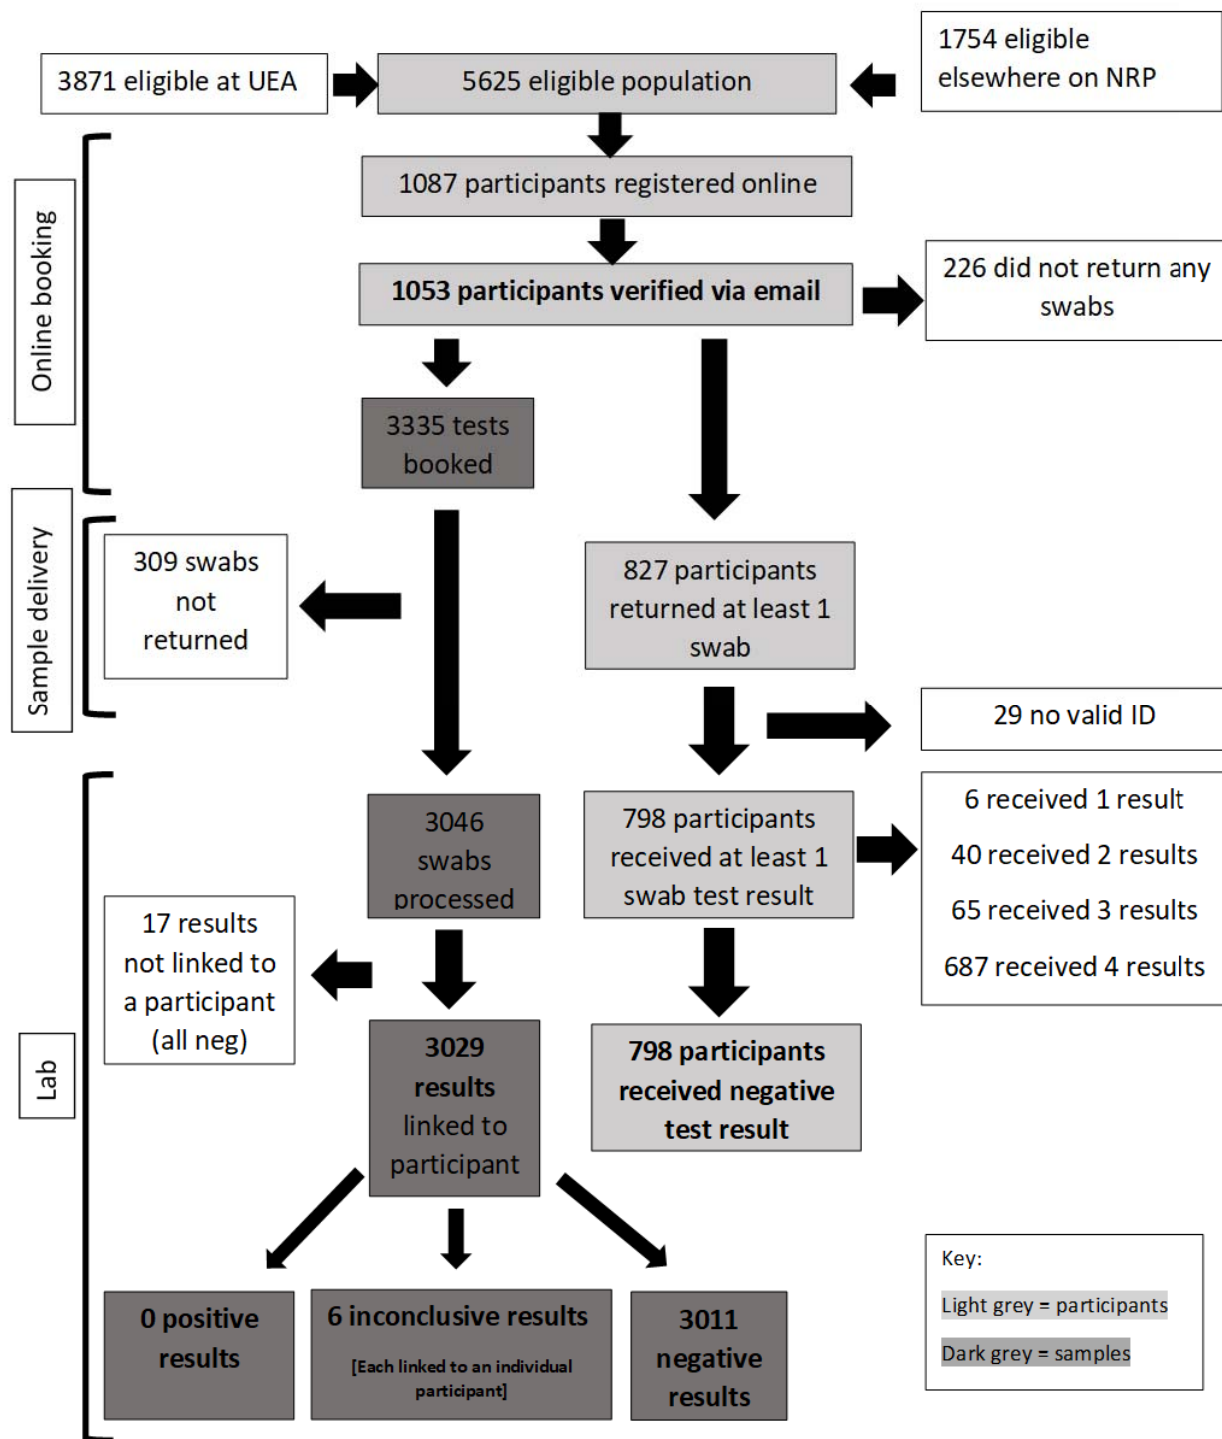 3871 eligible at UEA
5625 eligible population
1754 eligible
elsewhere on NRP
Online booking
1087 participants registered online
1053 participants verified via email
226 did not return any
swabs
3335 tests
booked
Sample delivery
309 swabs
not
returned
827 participants
returned at least 1
swab
29 no valid ID
Lab
3046
swabs
processed
798 participants
received at least 1
swab test result
6 received 1 result
40 received 2 results
65 received 3 results
687 received 4 results
17 results
not linked to
a participant
(all neg)
3029
results
linked to
participant
798 participants
received negative
test result
0 positive
results
6 inconclusive results
[Each linked to an individual
participant]
3011
negative
results
Key:
Light grey = participants
Dark grey = samples